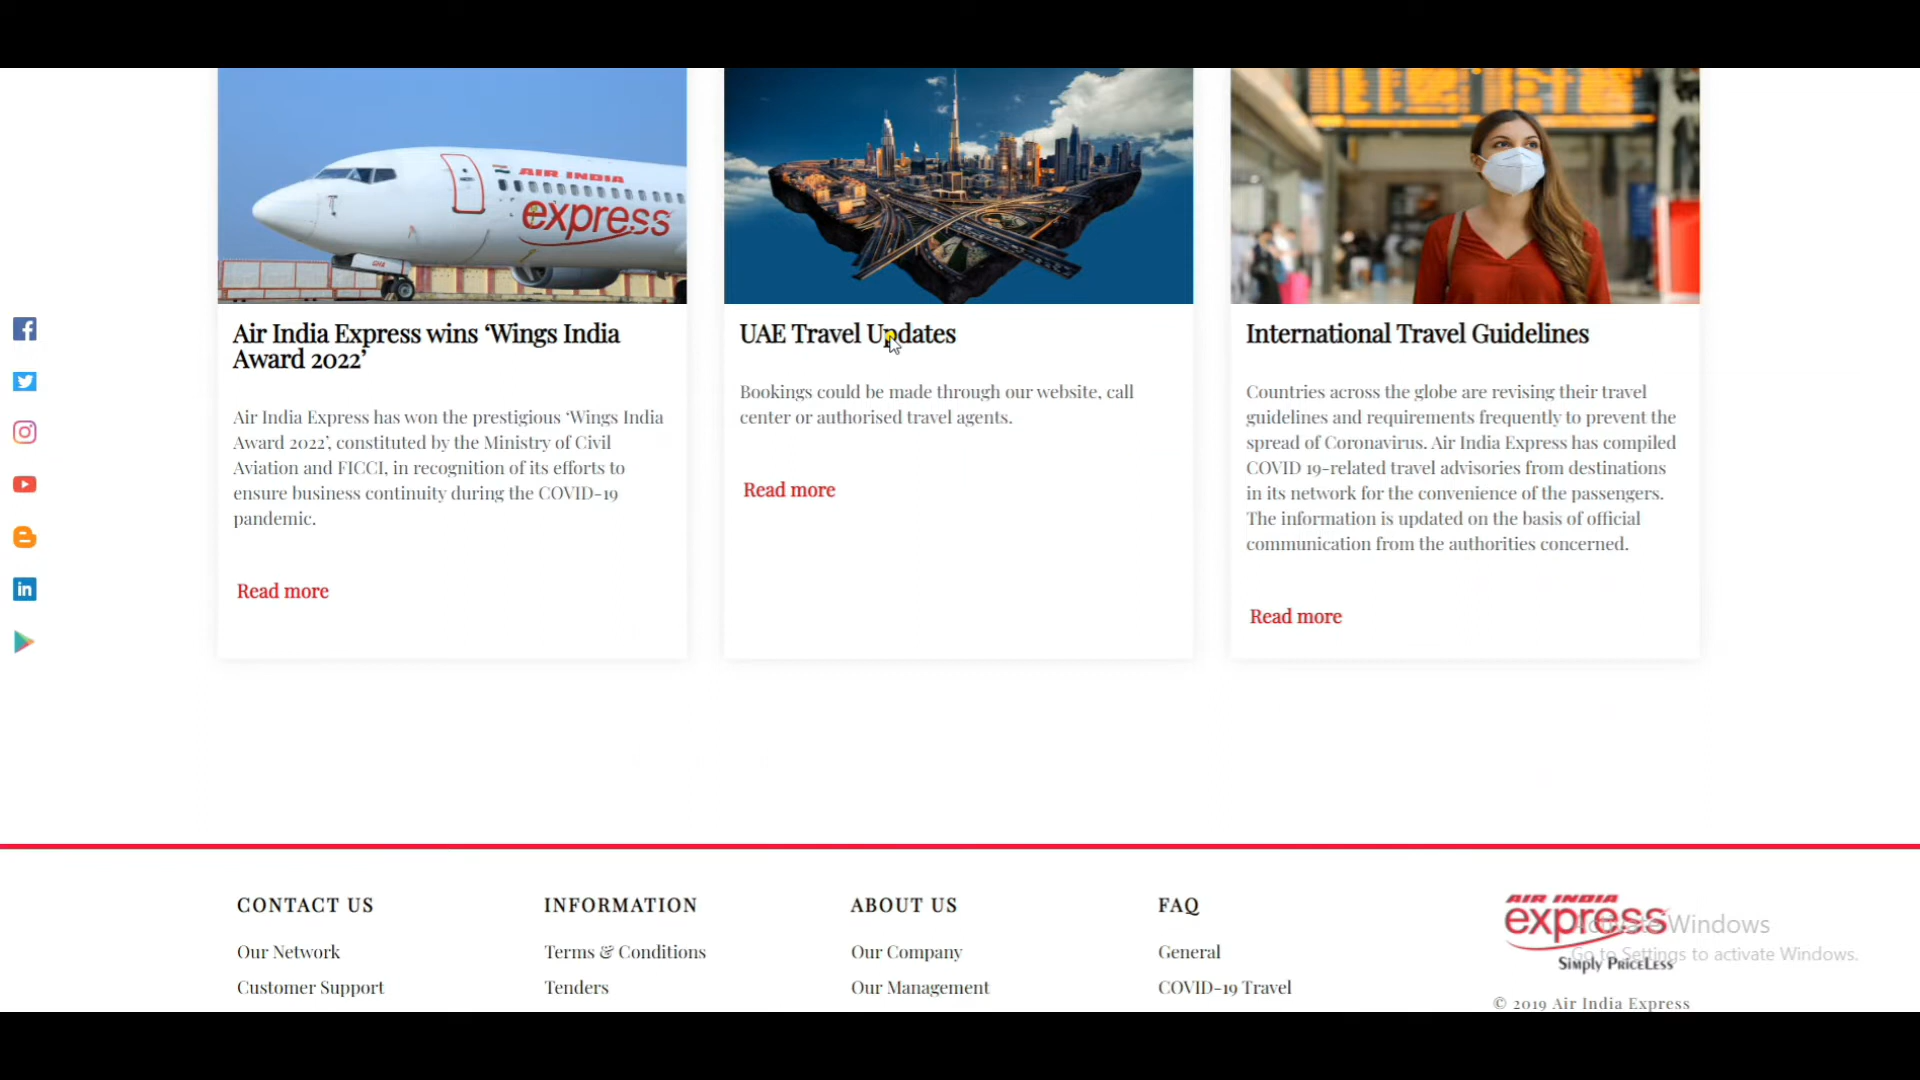 AIR INDIA
express
Air India Express wins ‘Wings India
Award 2022’
Air India Express has won the prestigious ‘Wings India
Award 2022’, constituted by the Ministry of Civil
Aviation and FICCI, in recognition of its efforts to
ensure business continuity during the COVID-19
pandemic.
Read more
UAE Travel Updates
Bookings could be made through our website, call
center or authorised travel agents.
Read more
International Travel Guidelines
Countries across the globe are revising their travel
guidelines and requirements frequently to prevent the
spread of Coronavirus. Air India Express has compiled
COVID 19-related travel advisories from destinations
in its network for the convenience of the passengers.
The information is updated on the basis of official
communication from the authorities concerned.
Read more
CONTACT US
Our Network
Customer Support
INFORMATION
Terms & Conditions
Tenders
ABOUT US
Our Company
Our Management
FAQ
General
COVID-19 Travel
AIR INDIA
express
Simply PriceLess
© 2019 Air India Express
Activate Windows
Go to Settings to activate Windows.